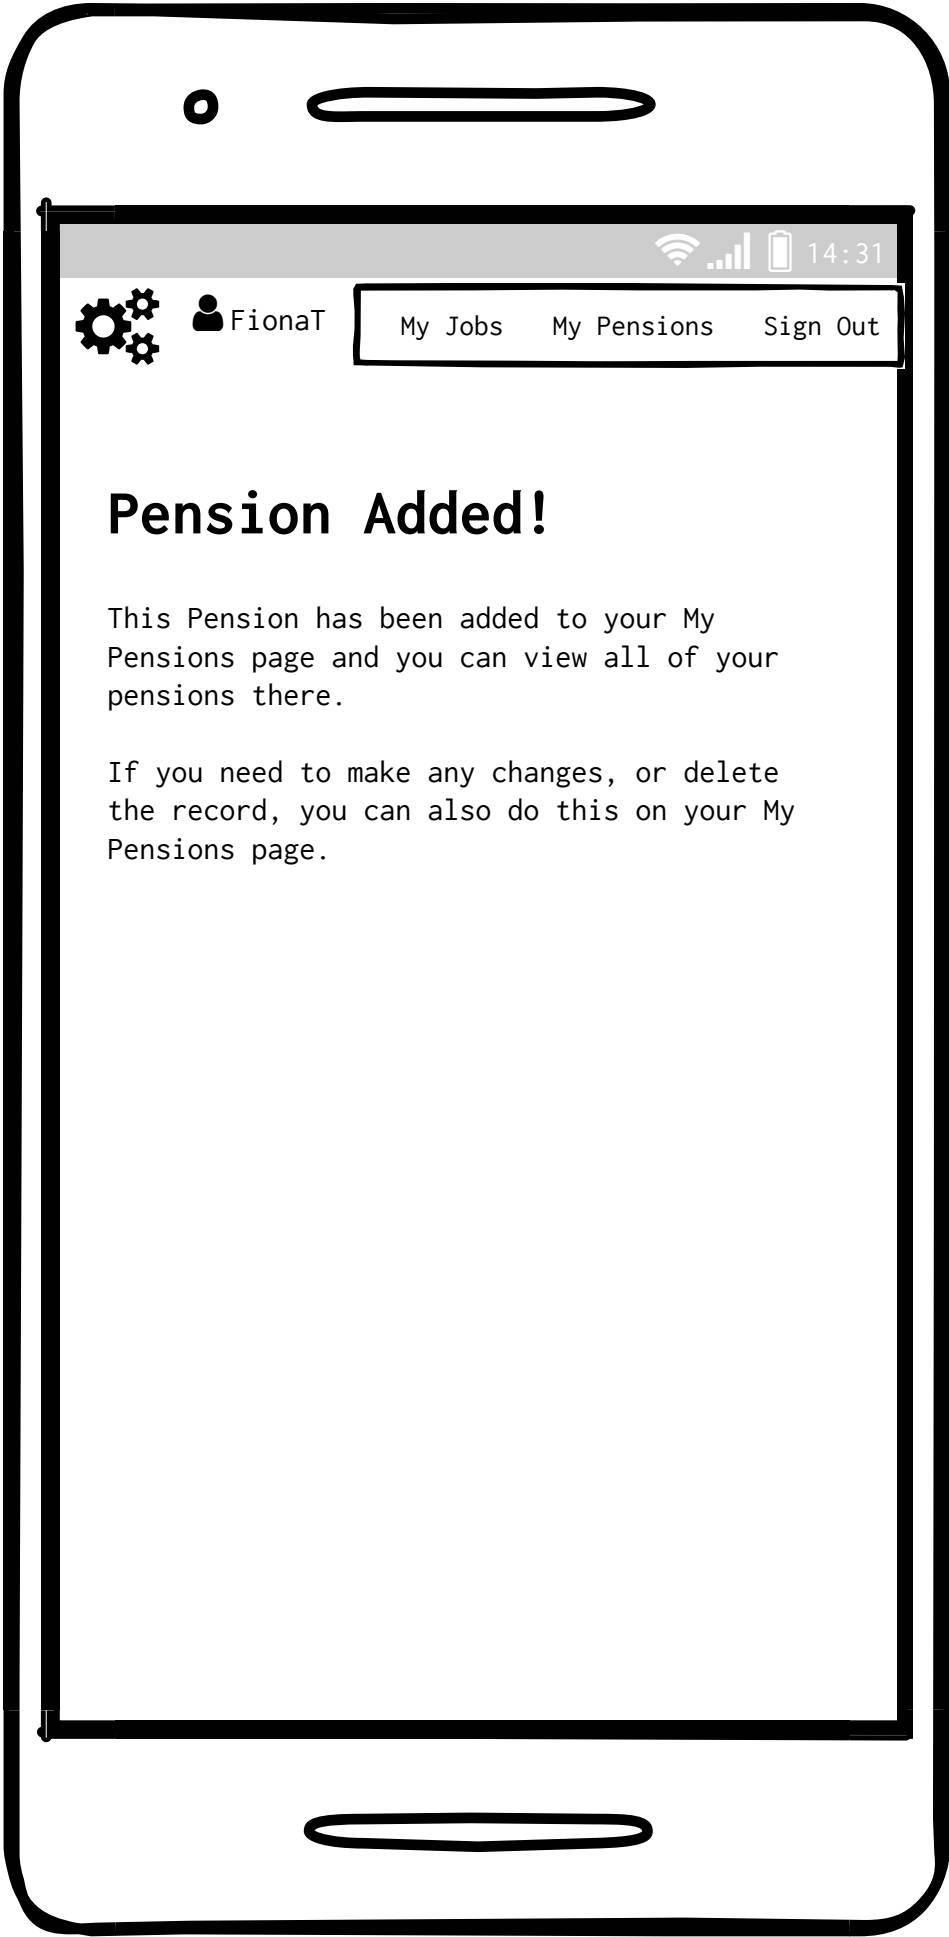 14:31
FionaT
My Jobs My Pensions Sign Out
Pension Added!
This Pension has been added to your My
Pensions page and you can view all of your
pensions there.
If you need to make any changes, or delete
the record, you can also do this on your My
Pensions page.